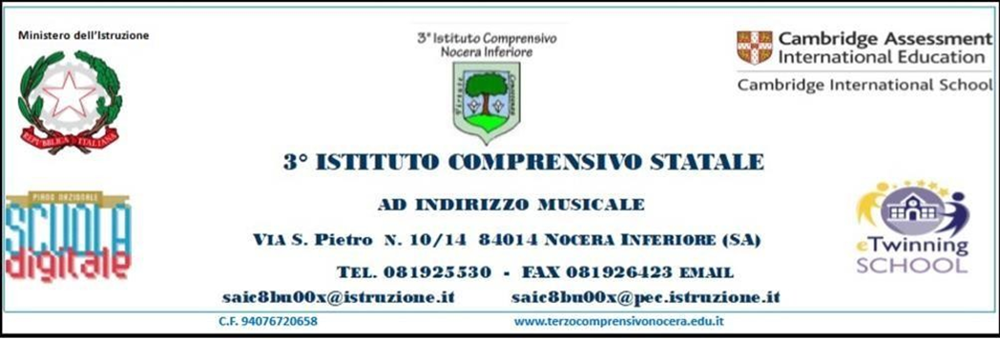 Ministero dell'Istruzione
3° Istituto Comprensivo
Nocera Inferiore
Cambridge Assessment
International Education
Cambridge International School
REPVBBLICA ITALIANA
3° ISTITUTO COMPRENSIVO STATALE
AD INDIRIZZO MUSICALE
PIANO NAZIONALE
SCUOLA
digitale
VIA S. Pietro N. 10/14 84014 NOCERA INFERIORE (SA)
TEL. 081925530 - FAX 081926423 EMAIL
saic8bu00x@istruzione.it saic8bu00x@pec.istruzione.it
eTwinning
SCHOOL
C.F. 94076720658 www.terzocomprensivonocera.edu.it